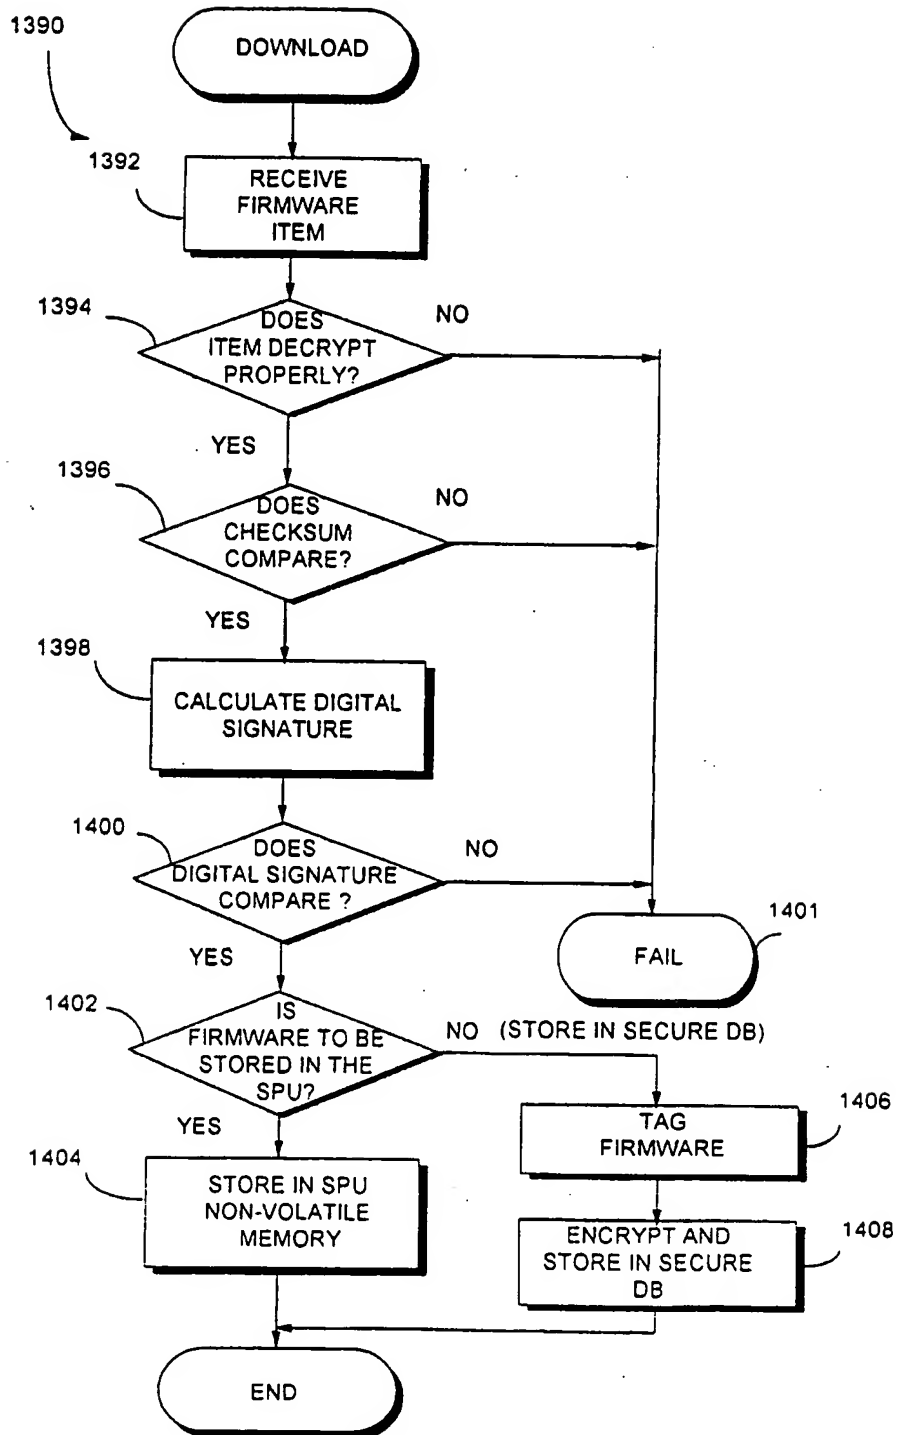 1390
DOWNLOAD
1392
RECEIVE
FIRMWARE
ITEM
1394
DOES
ITEM DECRYPT
PROPERLY?
NO
YES
1396
DOES
CHECKSUM
COMPARE?
NO
YES
1398
CALCULATE DIGITAL
SIGNATURE
1400
DOES
DIGITAL SIGNATURE
COMPARE ?
NO
1401
FAIL
YES
1402
IS
FIRMWARE TO BE
STORED IN THE
SPU?
NO (STORE IN SECURE DB)
YES
1406
TAG
FIRMWARE
1404
STORE IN SPU
NON-VOLATILE
MEMORY
1408
ENCRYPT AND
STORE IN SECURE
DB
END